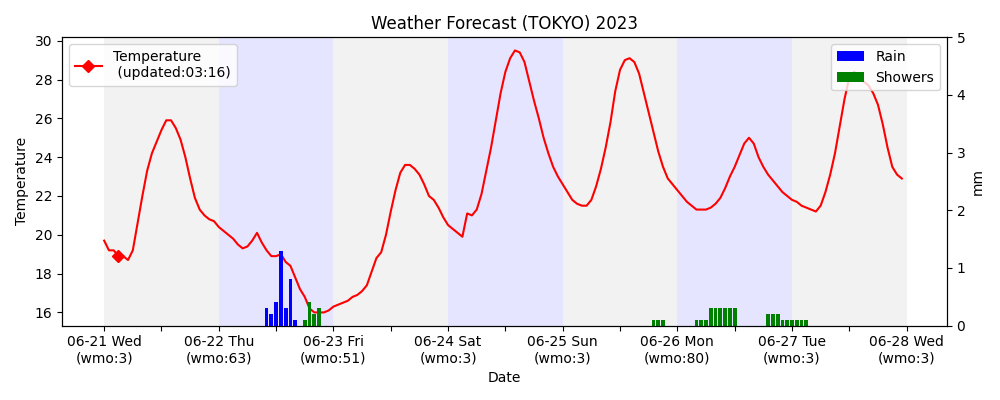 Weather Forecast (TOKYO) 2023
Temperature
(updated:03:16)
Rain
Showers
30
28
26
24
22
20
18
16
Temperature
5
4
3
2
1
0
mm
06-21 Wed
(wmo:3)
06-22 Thu
(wmo:63)
06-23 Fri
(wmo:51)
06-24 Sat
(wmo:3)
06-25 Sun
(wmo:3)
06-26 Mon
(wmo:80)
06-27 Tue
(wmo:3)
06-28 Wed
(wmo:3)
Date